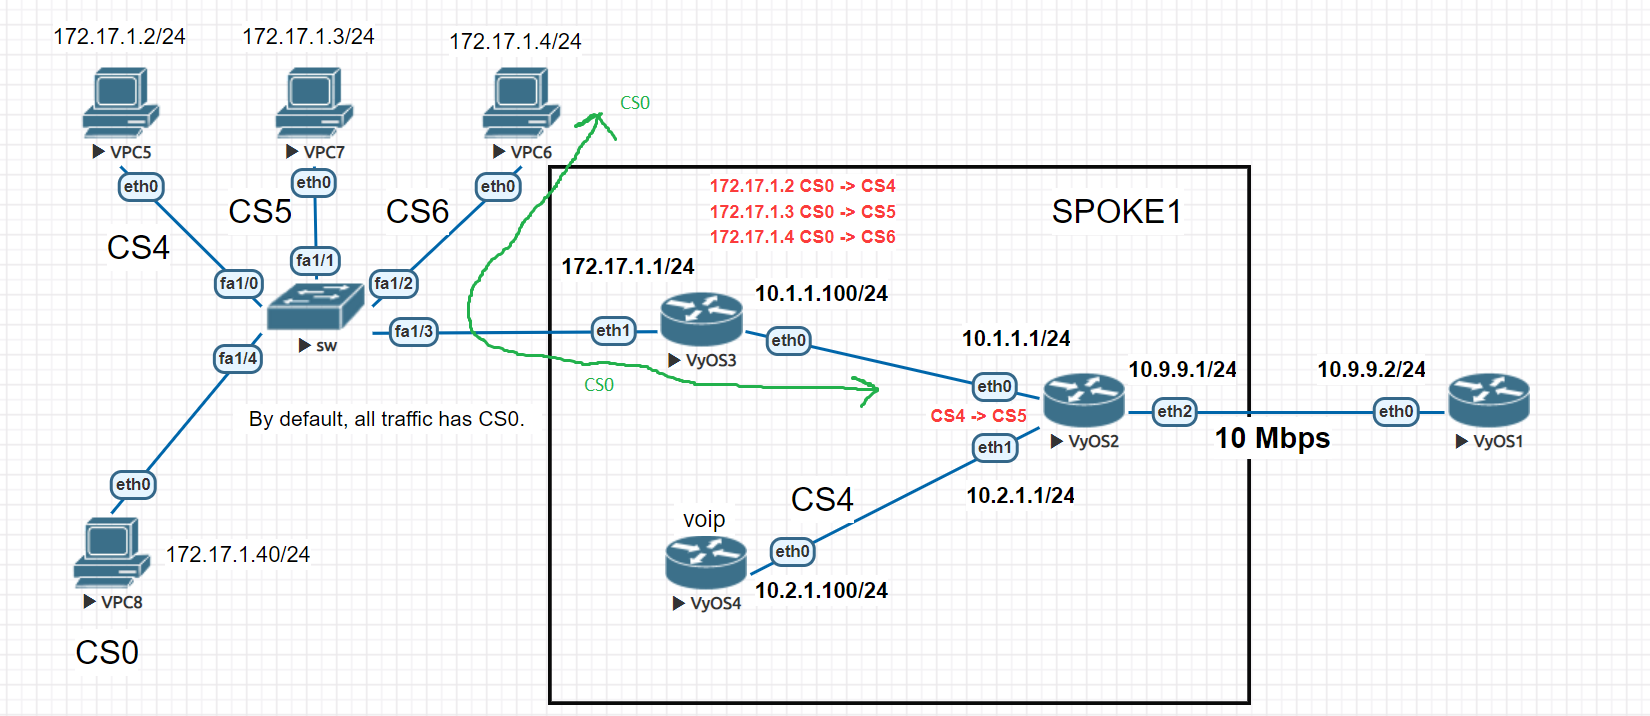 172.17.1.2/24
172.17.1.3/24
172.17.1.4/24
CS0
VPC5
VPC7
VPC6
eth0
eth0
eth0
172.17.1.2 CS0 -> CS4
172.17.1.3 CS0 -> CS5
172.17.1.4 CS0 -> CS6
SPOKE1
CS4
CS5
CS6
fa1/0
fa1/1
fa1/2
172.17.1.1/24
10.1.1.100/24
fa1/3
eth1
eth0
sw
VyOS3
fa1/4
CS0
10.1.1.1/24
eth0
CS4 -> CS5
10.9.9.1/24
10.9.9.2/24
eth2
eth0
VyOS2
10 Mbps
VyOS1
By default, all traffic has CS0.
eth1
10.2.1.1/24
eth0
CS4
voip
eth0
172.17.1.40/24
10.2.1.100/24
VPC8
VyOS4
CS0